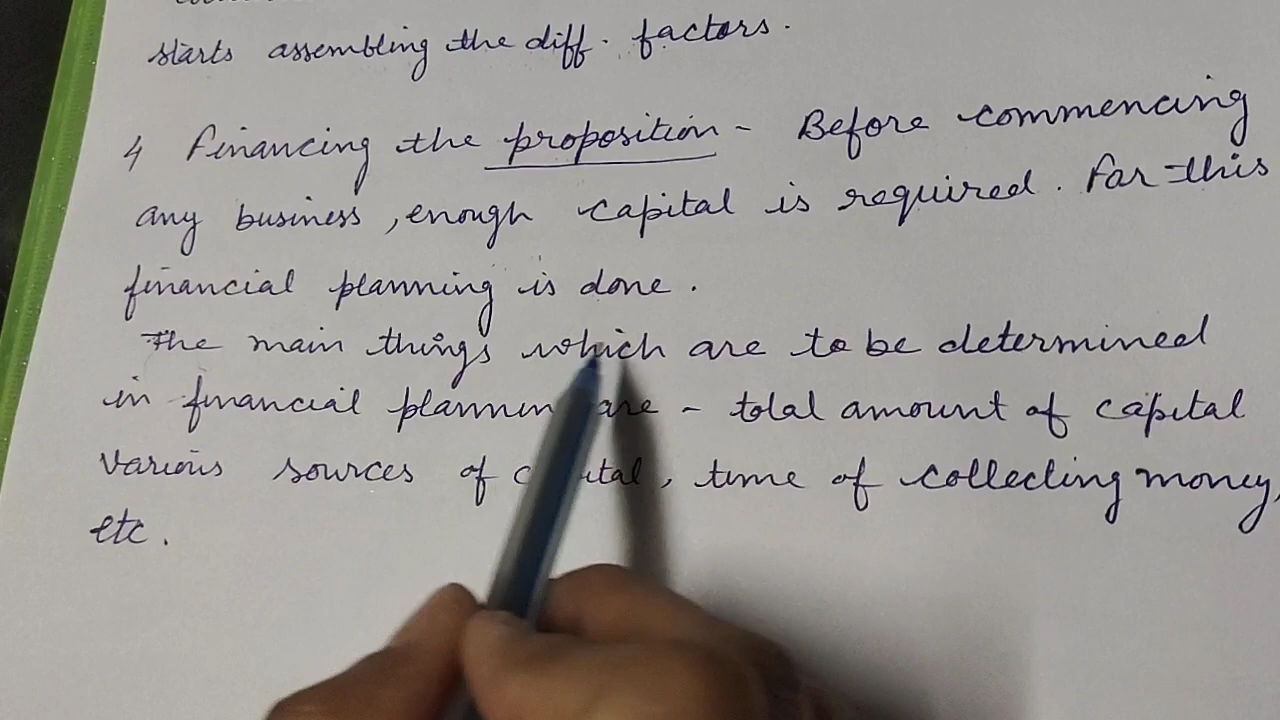 starts assembling the diff. factors.
4 Financing the proposition - Before commencing
any business, enough capital is required. For this
financial planning is done.
The main things which are to be determined
in financial are - total amount of capital
various sources of capital, time of collecting money,
etc.